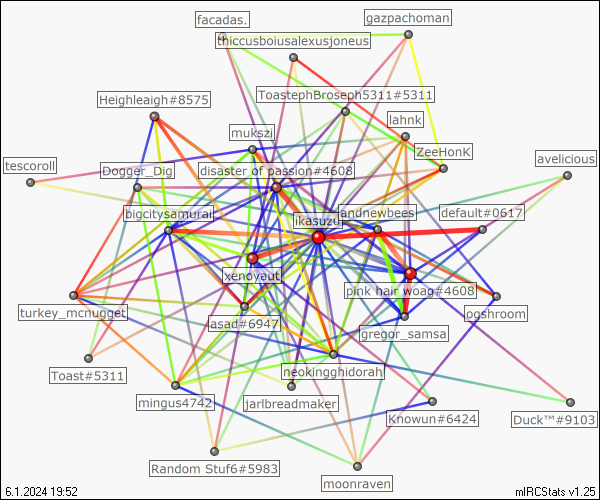 facadas.
gazpachoman
thiccusboiusalexusjoneus
ToastephBroseph5311#5311
Heighleaigh#8575
lahnk
mukszi
ZeeHonK
tescoroll
avelicious
Dogger_Dig
disaster of passion#4608
bigcitysamurai
ikasuzu
andnewbees
default#0617
xenoyaut
pink hair woag#4608
turkey_mcnugget
asad#6947
ogshroom
gregor_samsa
Toast#5311
neokingghidorah
mingus4742
jarlbreadmaker
Knowun#6424
Duck™#9103
Random Stuf6#5983
moonraven
6.1.2024 19:52
mIRCStats v1.25